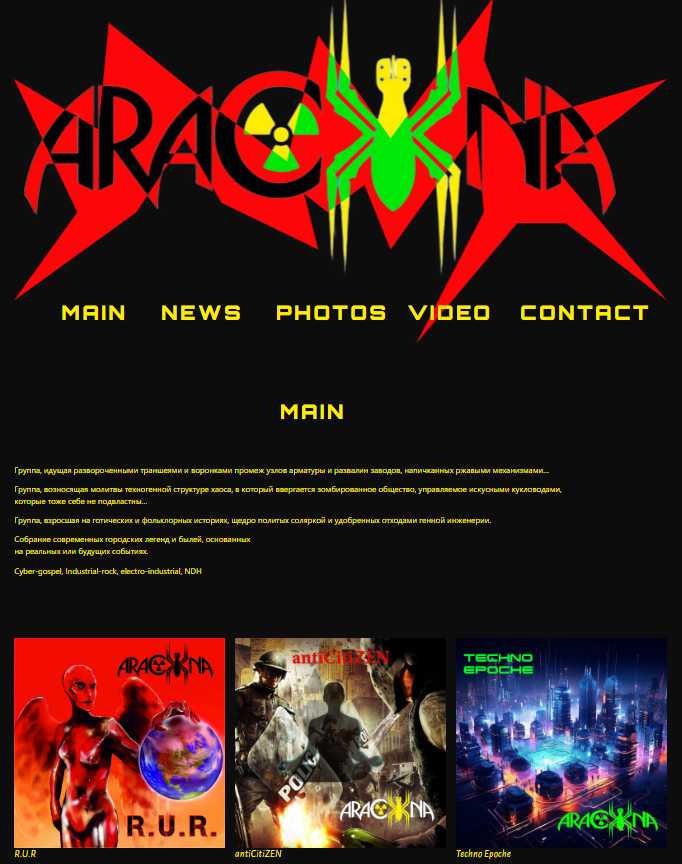 ARACHNA
MAIN NEWS PHOTOS VIDEO CONTACT
MAIN
Группа, идущая развороченными траншеями и воронками промеж узлов арматуры и развалин заводов, напичканных ржавыми механизмами...
Группа, возносящая молитвы техногенной структуре хаоса, в который ввергается зомбированное общество, управляемое искусными кукловодами,
которые тоже себе не подвластны...
Группа, взросшая на готических и фольклорных историях, щедро политых соляркой и удобренных отходами генной инженерии.
Собрание современных городских легенд и былей, основанных
на реальных или будущих событиях.
Cyber-gospel, Industrial-rock, electro-industrial, NDH
ARACHNA
R.U.R.
antiCitiZEN
POLICE
ARACHNA
TECHNO
EPOCHE
ARACHNA
R.U.R
antiCitiZEN
Techno Epoche